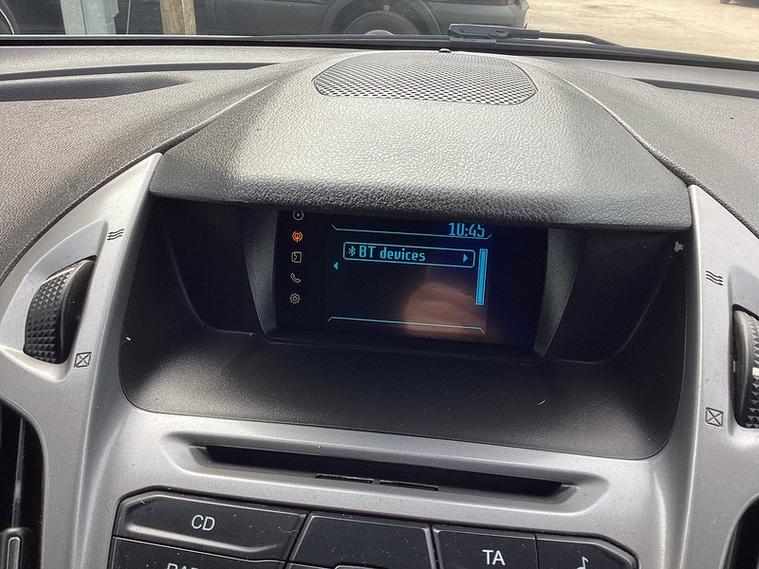 10:45
BT devices
CD
TA